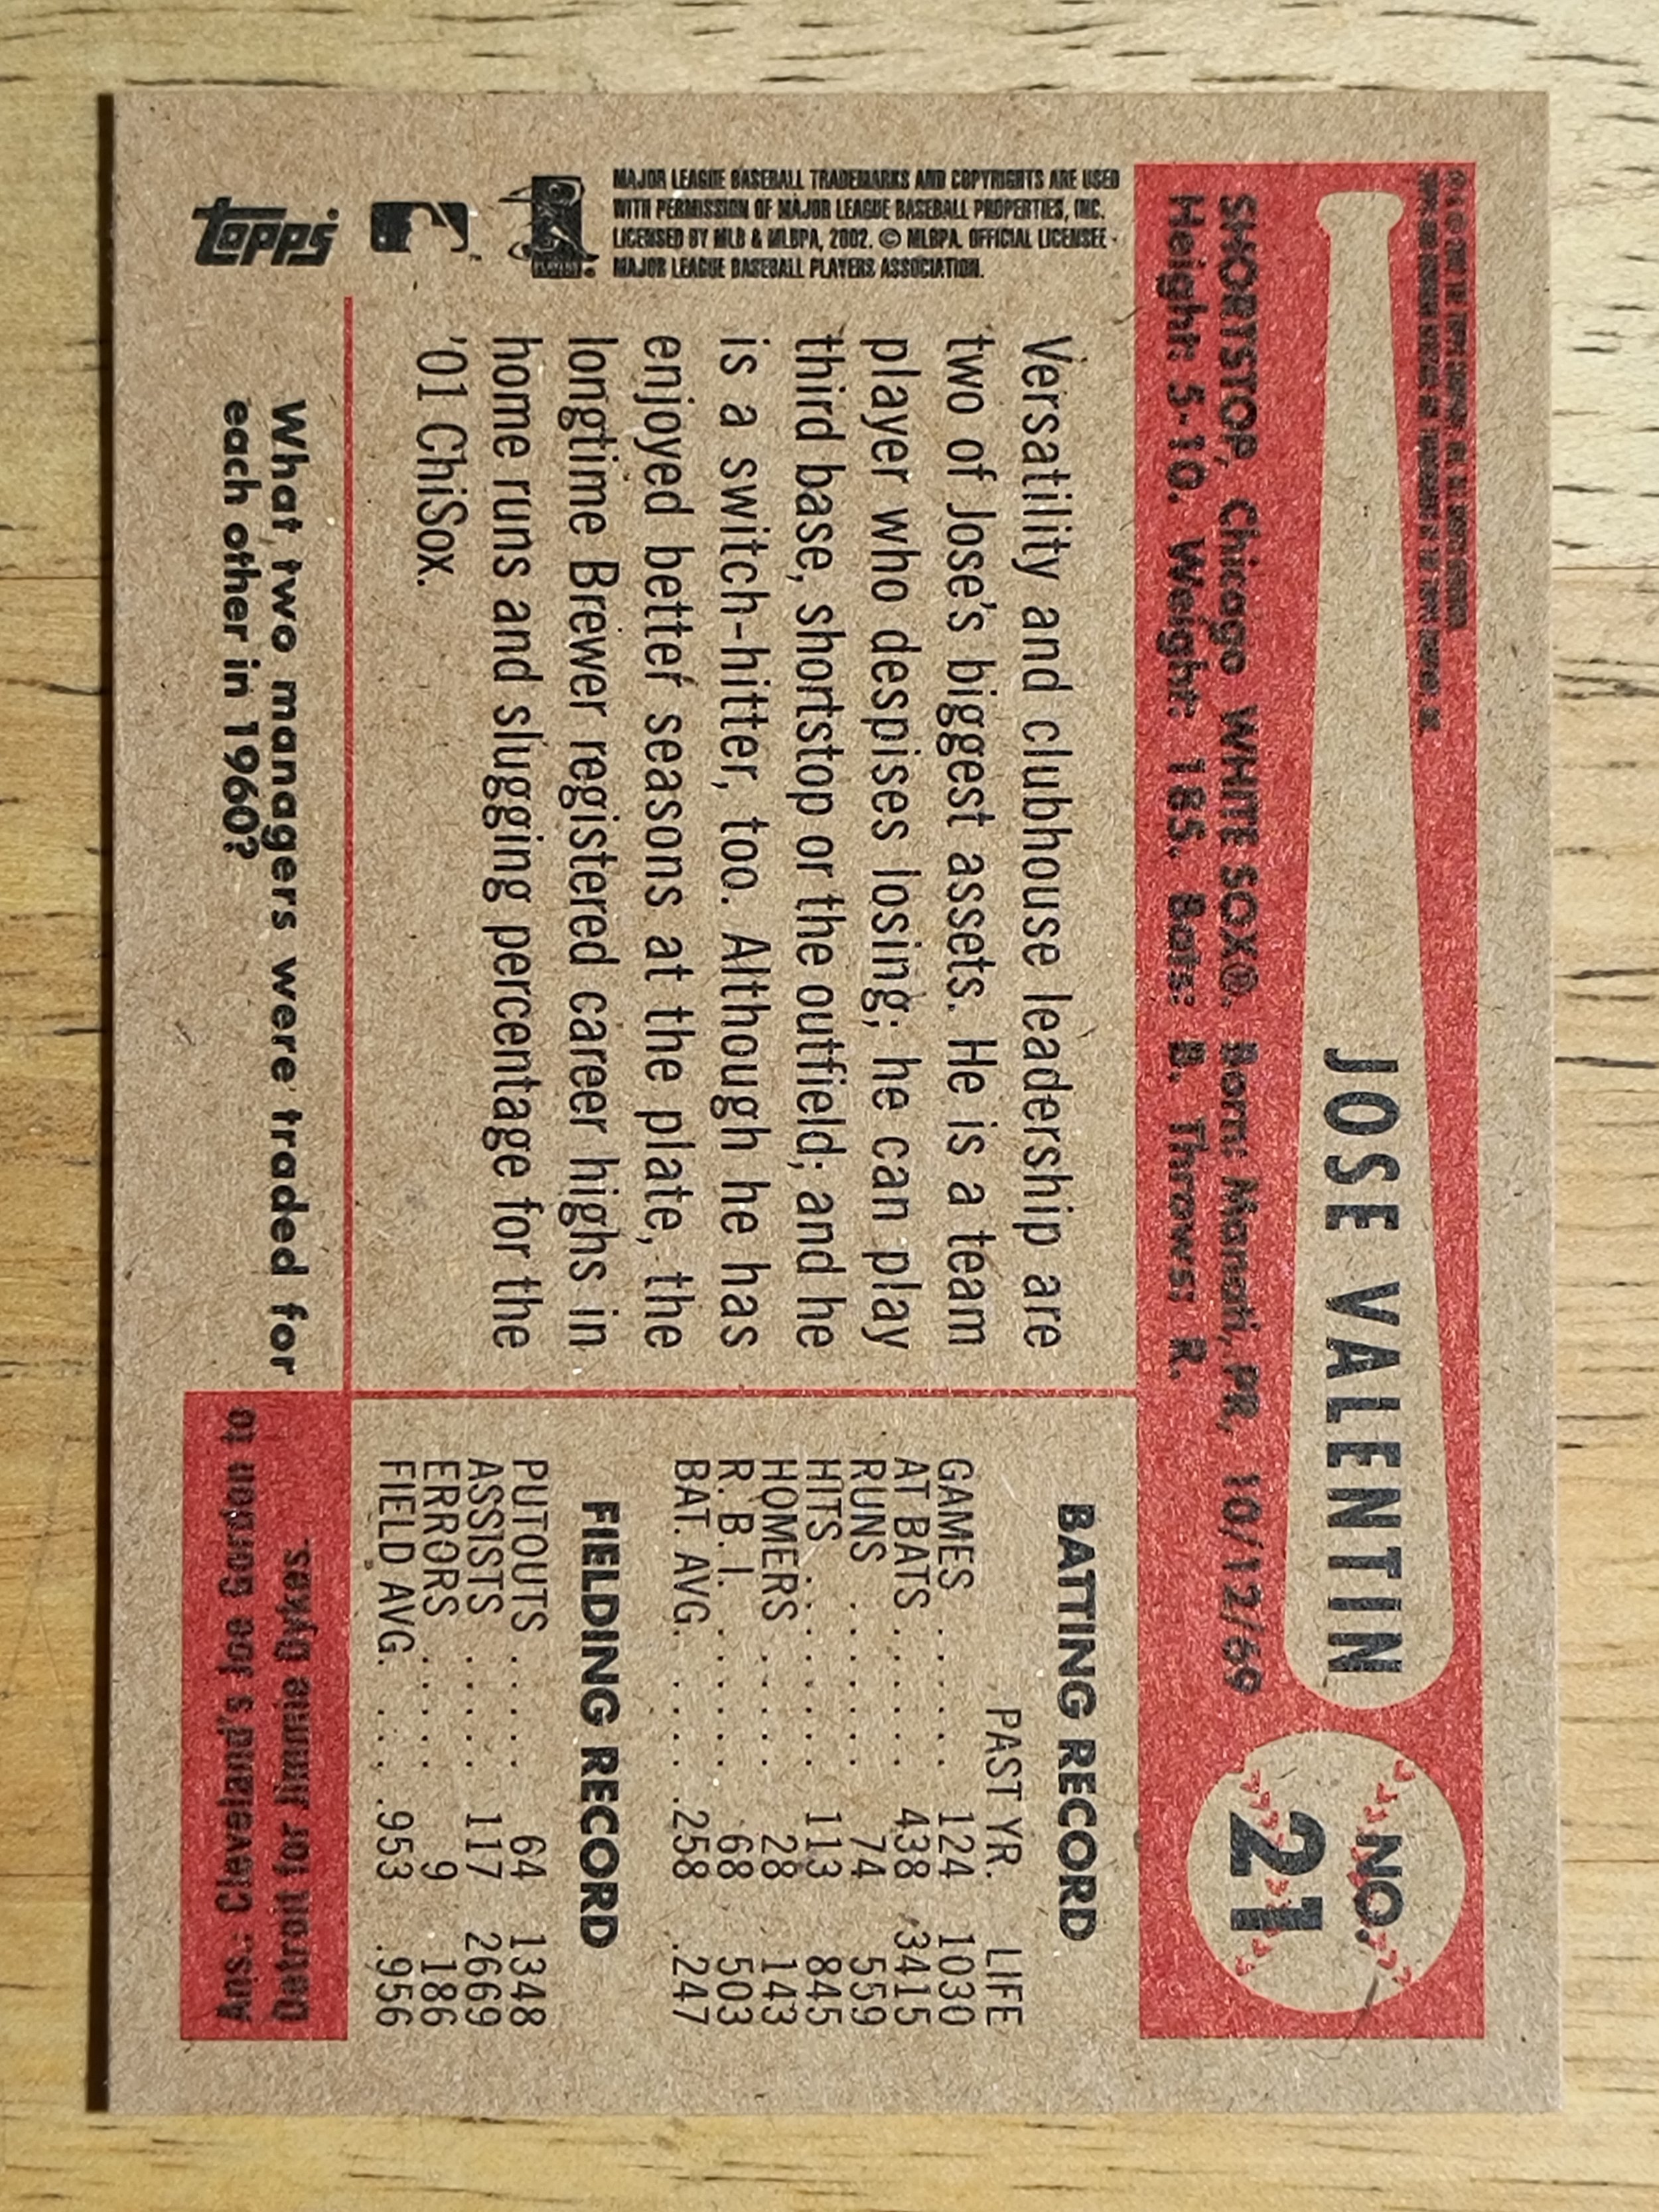 JOSE VALENTIN
NO.
21
SHORTSTOP, Chicago WHITE SOX®. Born: Manati, PR, 10/12/69
Height: 5-10. Weight: 185. Bats: B. Throws: R.
MAJOR LEAGUE BASEBALL TRADEMARKS AND COPYRIGHTS ARE USED
WITH PERMISSION OF MAJOR LEAGUE BASEBALL PROPERTIES, INC.
LICENSED BY MLB & MLBPA, 2002. © MLBPA. OFFICIAL LICENSEE -
MAJOR LEAGUE BASEBALL PLAYERS ASSOCIATION.
topps
Versatility and clubhouse leadership are
two of Jose's biggest assets. He is a team
player who despises losing; he can play
third base, shortstop or the outfield; and he
is a switch-hitter, too. Although he has
enjoyed better seasons at the plate, the
longtime Brewer registered career highs in
home runs and slugging percentage for the
'01 ChiSox.
BATTING RECORD
PAST YR. LIFE
GAMES . . . . . 124 1030
AT BATS . . . . . 438 3415
RUNS . . . . . . 74 559
HITS . . . . . . . 113 845
HOMERS . . . . 28 143
R. B. I. . . . . . . 68 503
BAT. AVG. . . . . .258 .247
FIELDING RECORD
PUTOUTS . . . . 64 1348
ASSISTS . . . . . 117 2669
ERRORS . . . . . 9 186
FIELD AVG. . . . .953 .956
What two managers were traded for
each other in 1960?
Ans.: Cleveland's Joe Gordon to
Detroit for Jimmie Dykes.